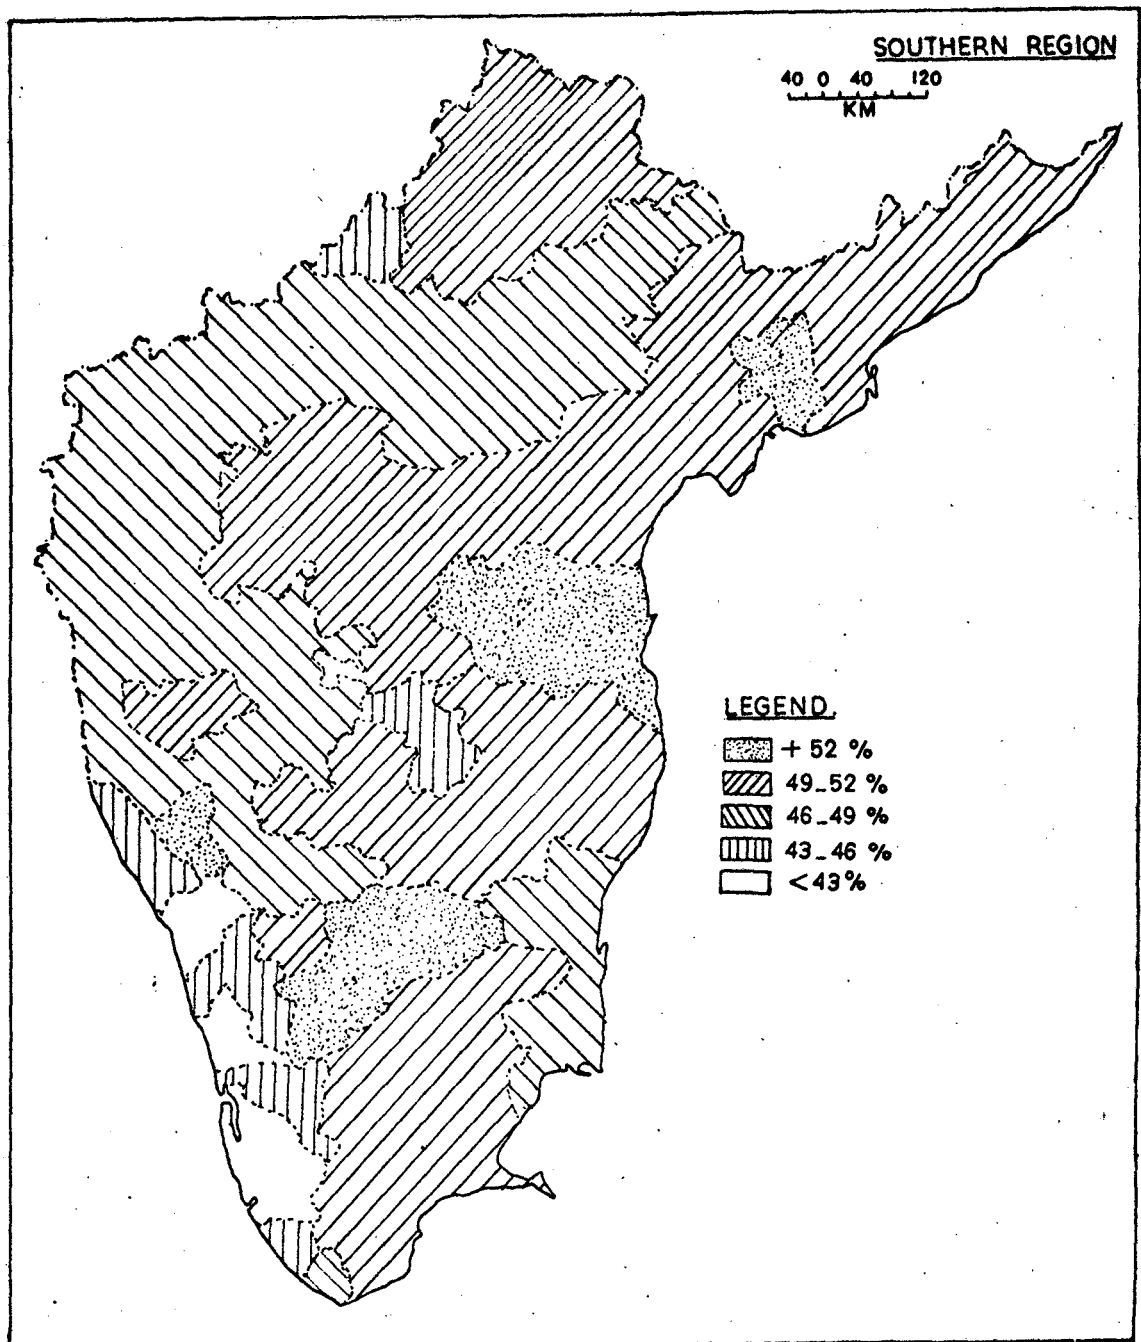 SOUTHERN REGION
40 0 40 120
KM
LEGEND.
+ 52 %
49_52 %
46_49 %
43_46 %
<43%